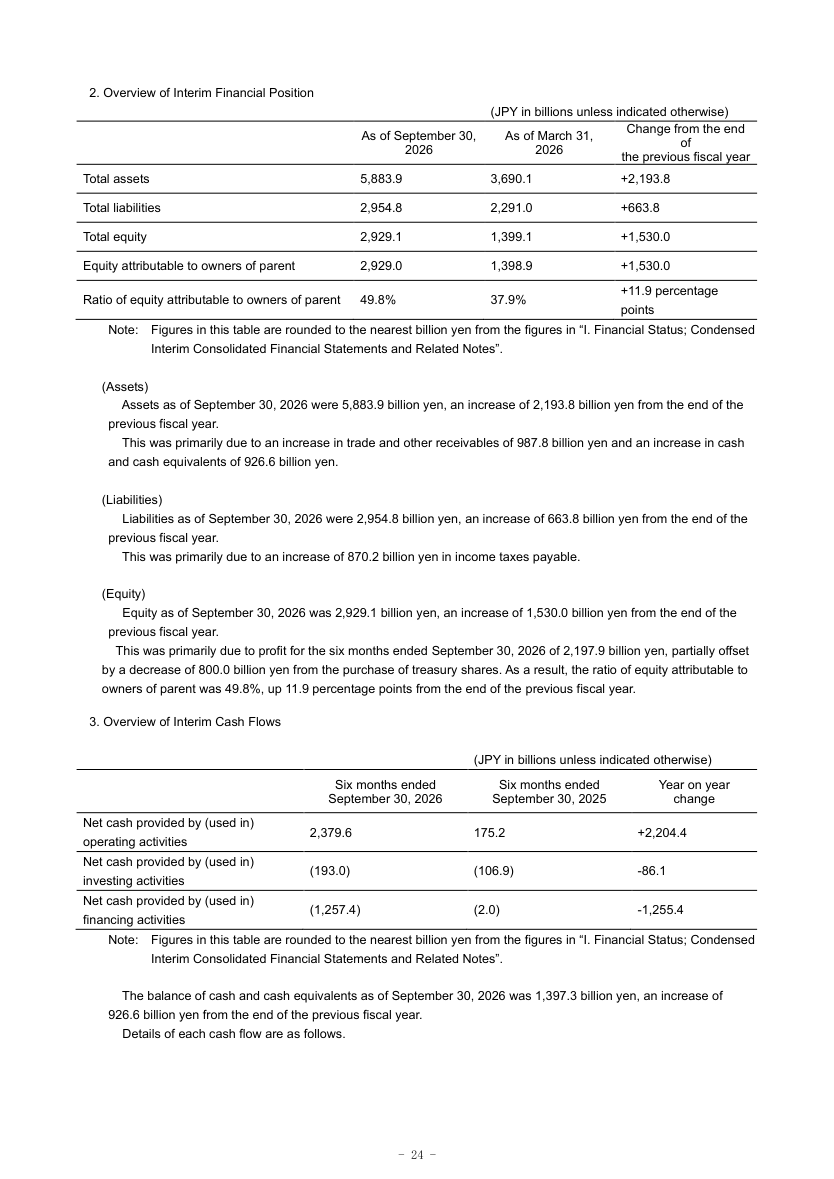 2. Overview of Interim Financial Position
(JPY in billions unless indicated otherwise)
As of September 30,
2026
As of March 31,
2026
Change from the end
of
the previous fiscal year
Total assets 5,883.9 3,690.1 +2,193.8
Total liabilities 2,954.8 2,291.0 +663.8
Total equity 2,929.1 1,399.1 +1,530.0
Equity attributable to owners of parent 2,929.0 1,398.9 +1,530.0
Ratio of equity attributable to owners of parent 49.8% 37.9% +11.9 percentage
points
Note: Figures in this table are rounded to the nearest billion yen from the figures in “I. Financial Status; Condensed
Interim Consolidated Financial Statements and Related Notes”.
(Assets)
Assets as of September 30, 2026 were 5,883.9 billion yen, an increase of 2,193.8 billion yen from the end of the
previous fiscal year.
This was primarily due to an increase in trade and other receivables of 987.8 billion yen and an increase in cash
and cash equivalents of 926.6 billion yen.
(Liabilities)
Liabilities as of September 30, 2026 were 2,954.8 billion yen, an increase of 663.8 billion yen from the end of the
previous fiscal year.
This was primarily due to an increase of 870.2 billion yen in income taxes payable.
(Equity)
Equity as of September 30, 2026 was 2,929.1 billion yen, an increase of 1,530.0 billion yen from the end of the
previous fiscal year.
This was primarily due to profit for the six months ended September 30, 2026 of 2,197.9 billion yen, partially offset
by a decrease of 800.0 billion yen from the purchase of treasury shares. As a result, the ratio of equity attributable to
owners of parent was 49.8%, up 11.9 percentage points from the end of the previous fiscal year.
3. Overview of Interim Cash Flows
(JPY in billions unless indicated otherwise)
Six months ended
September 30, 2026
Six months ended
September 30, 2025
Year on year
change
Net cash provided by (used in)
operating activities 2,379.6 175.2 +2,204.4
Net cash provided by (used in)
investing activities (193.0) (106.9) -86.1
Net cash provided by (used in)
financing activities (1,257.4) (2.0) -1,255.4
Note: Figures in this table are rounded to the nearest billion yen from the figures in “I. Financial Status; Condensed
Interim Consolidated Financial Statements and Related Notes”.
The balance of cash and cash equivalents as of September 30, 2026 was 1,397.3 billion yen, an increase of
926.6 billion yen from the end of the previous fiscal year.
Details of each cash flow are as follows.
－ 24 －